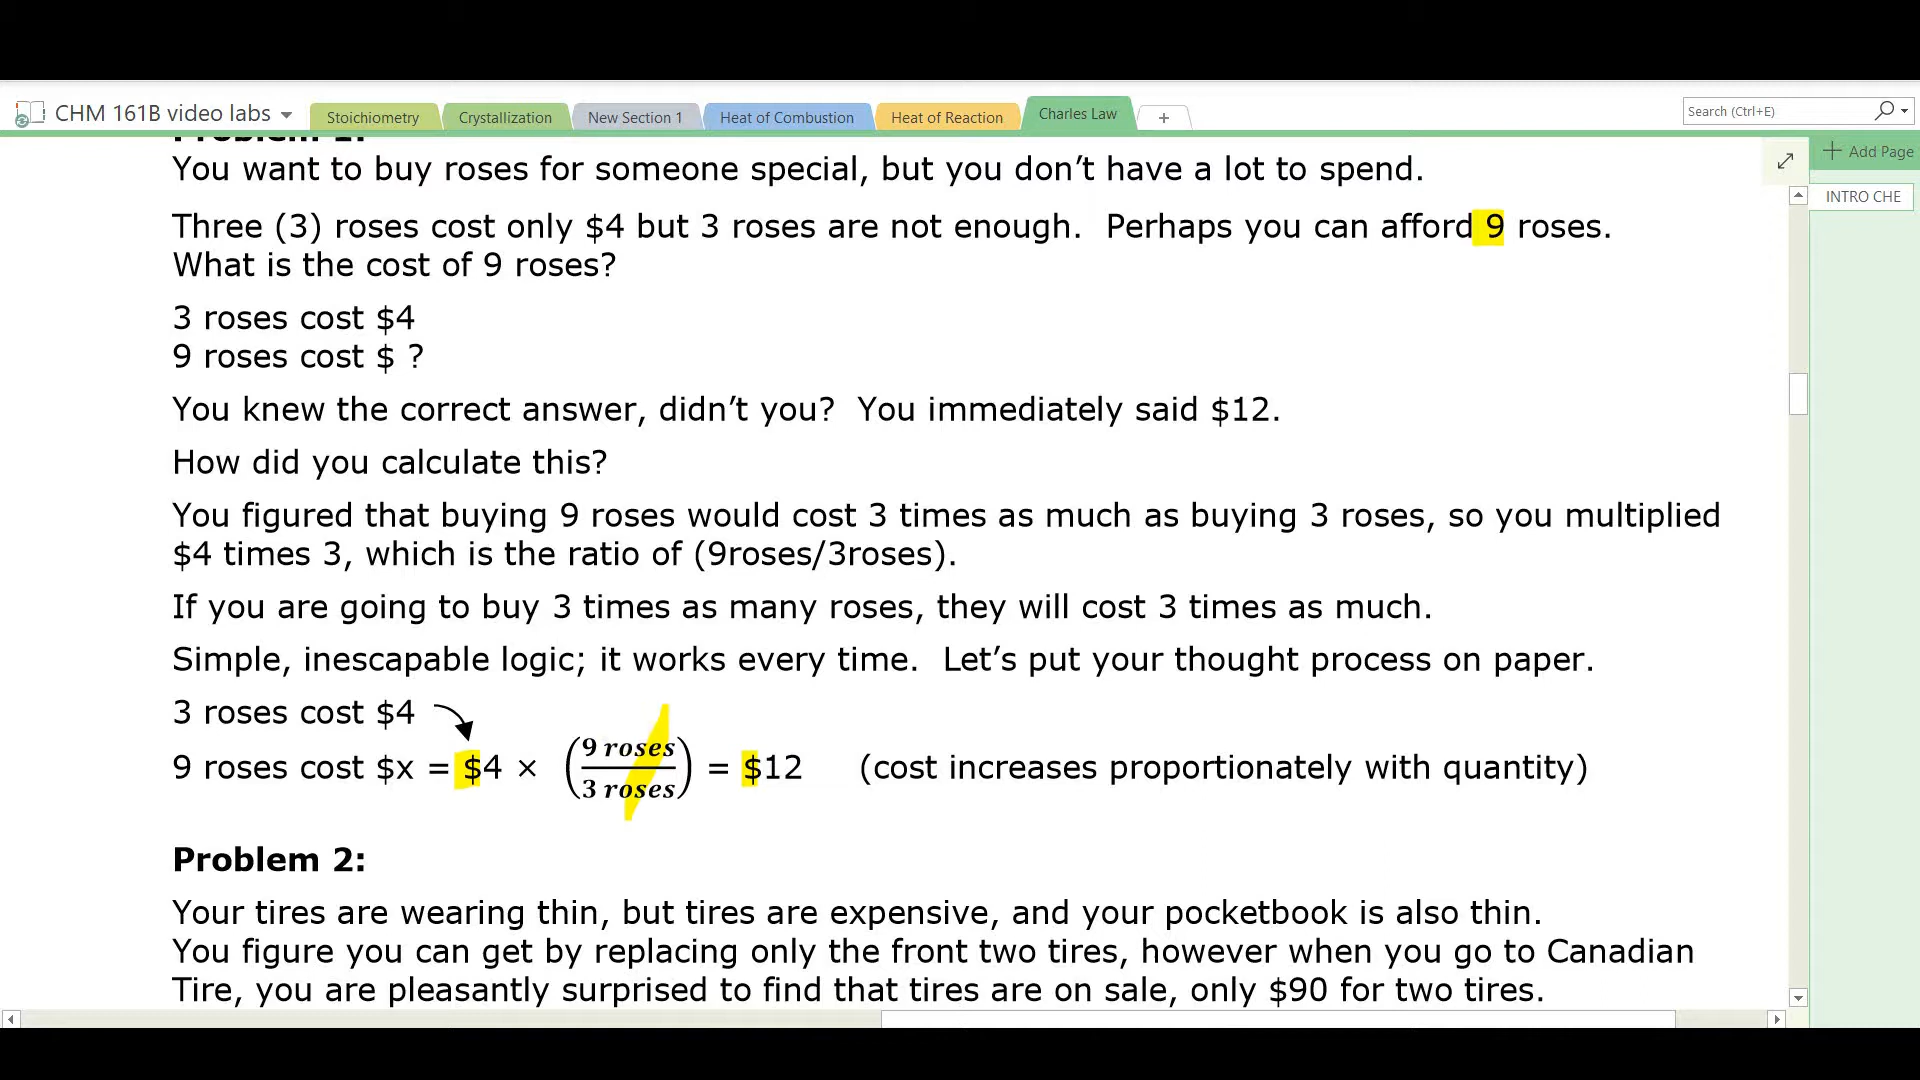 CHM 161B video labs
Stoichiometry
Crystallization
New Section 1
Heat of Combustion
Heat of Reaction
Charles Law
+
Search (Ctrl+E)
Add Page
INTRO CHE
Problem 1:
You want to buy roses for someone special, but you don’t have a lot to spend.
Three (3) roses cost only $4 but 3 roses are not enough.  Perhaps you can afford 9 roses.
What is the cost of 9 roses?
3 roses cost $4
9 roses cost $ ?
You knew the correct answer, didn’t you?  You immediately said $12.
How did you calculate this?
You figured that buying 9 roses would cost 3 times as much as buying 3 roses, so you multiplied
$4 times 3, which is the ratio of (9roses/3roses).
If you are going to buy 3 times as many roses, they will cost 3 times as much.
Simple, inescapable logic; it works every time.  Let’s put your thought process on paper.
3 roses cost $4
9 roses cost $x = $4 × (9 roses / 3 roses) = $12 (cost increases proportionately with quantity)
Problem 2:
Your tires are wearing thin, but tires are expensive, and your pocketbook is also thin.
You figure you can get by replacing only the front two tires, however when you go to Canadian
Tire, you are pleasantly surprised to find that tires are on sale, only $90 for two tires.